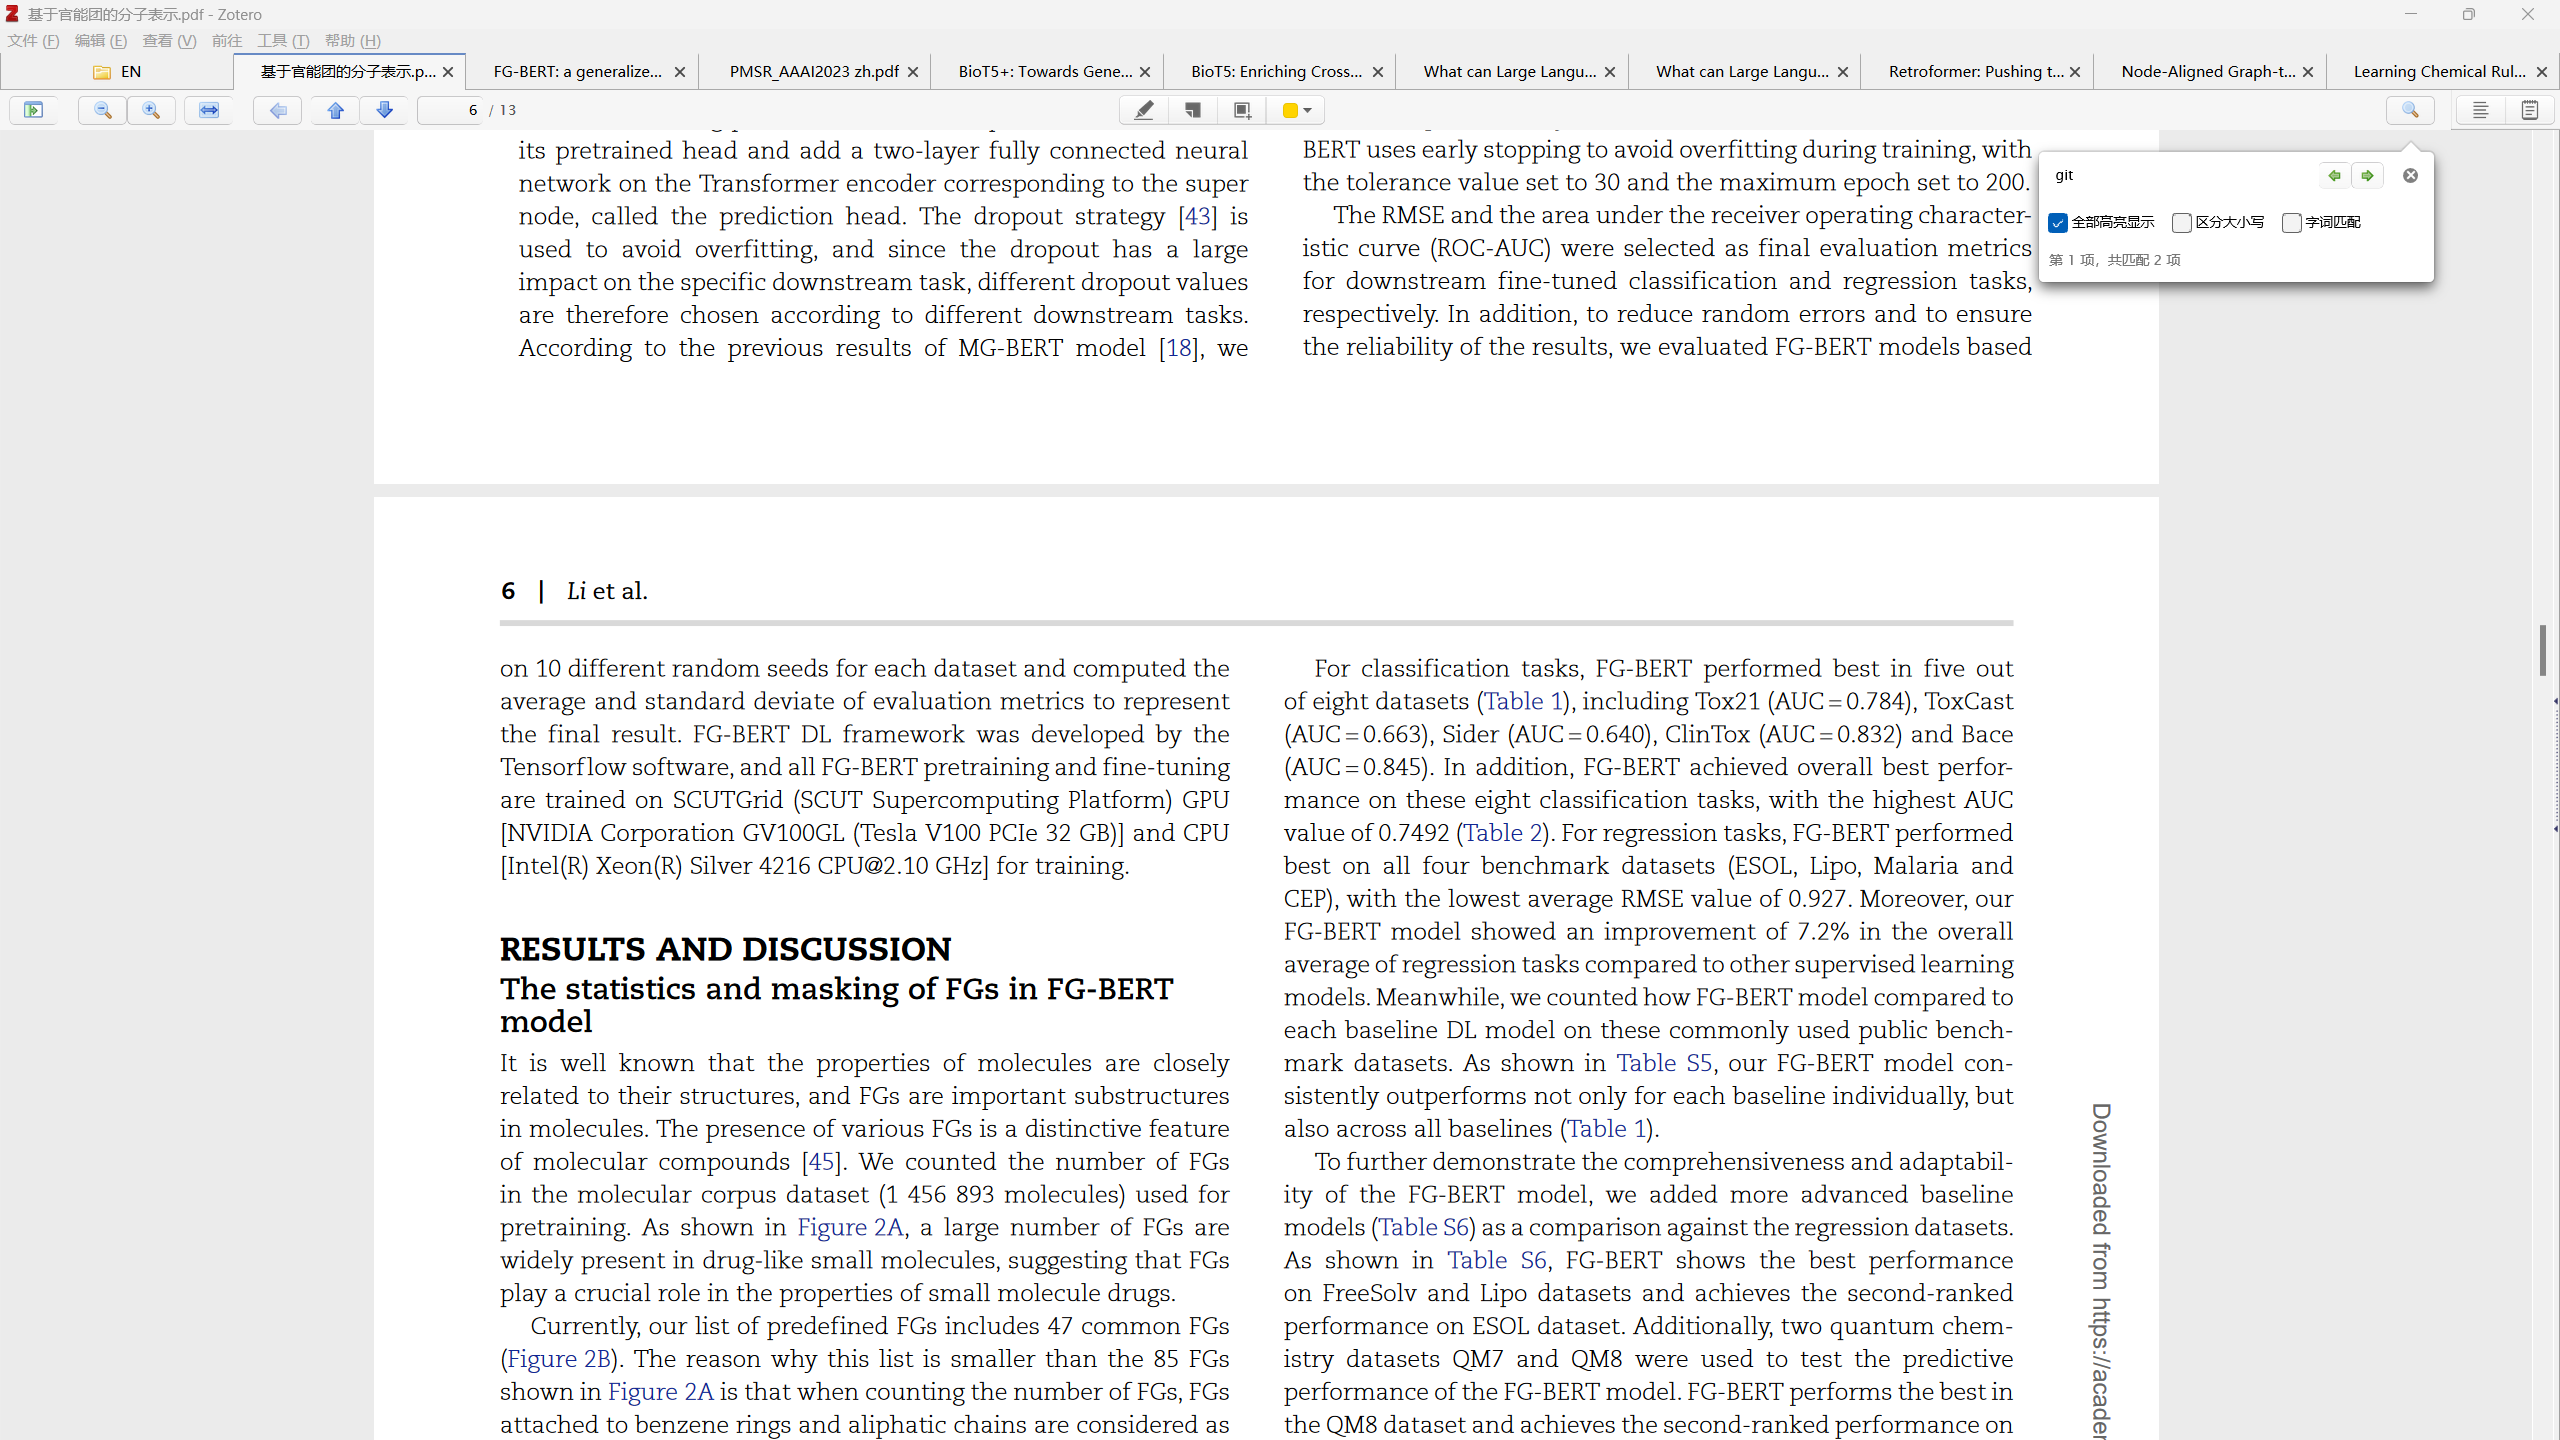 基于官能团的分子表示.pdf - Zotero
文件 (F) 编辑 (E) 查看 (V) 前往 工具 (T) 帮助 (H)
EN
基于官能团的分子表示.p...
FG-BERT: a generalize...
PMSR_AAAI2023 zh.pdf
BioT5+: Towards Gene...
BioT5: Enriching Cross...
What can Large Langu...
What can Large Langu...
Retroformer: Pushing t...
Node-Aligned Graph-t...
Learning Chemical Rul...
6 / 13
its pretrained head and add a two-layer fully connected neural
network on the Transformer encoder corresponding to the super
node, called the prediction head. The dropout strategy [43] is
used to avoid overfitting, and since the dropout has a large
impact on the specific downstream task, different dropout values
are therefore chosen according to different downstream tasks.
According to the previous results of MG-BERT model [18], we
BERT uses early stopping to avoid overfitting during training, with
the tolerance value set to 30 and the maximum epoch set to 200.
The RMSE and the area under the receiver operating character-
istic curve (ROC-AUC) were selected as final evaluation metrics
for downstream fine-tuned classification and regression tasks,
respectively. In addition, to reduce random errors and to ensure
the reliability of the results, we evaluated FG-BERT models based
git
全部高亮显示 区分大小写 字词匹配
第 1 项，共匹配 2 项
6 | Li et al.
on 10 different random seeds for each dataset and computed the
average and standard deviate of evaluation metrics to represent
the final result. FG-BERT DL framework was developed by the
Tensorflow software, and all FG-BERT pretraining and fine-tuning
are trained on SCUTGrid (SCUT Supercomputing Platform) GPU
[NVIDIA Corporation GV100GL (Tesla V100 PCIe 32 GB)] and CPU
[Intel(R) Xeon(R) Silver 4216 CPU@2.10 GHz] for training.
RESULTS AND DISCUSSION
The statistics and masking of FGs in FG-BERT
model
It is well known that the properties of molecules are closely
related to their structures, and FGs are important substructures
in molecules. The presence of various FGs is a distinctive feature
of molecular compounds [45]. We counted the number of FGs
in the molecular corpus dataset (1 456 893 molecules) used for
pretraining. As shown in Figure 2A, a large number of FGs are
widely present in drug-like small molecules, suggesting that FGs
play a crucial role in the properties of small molecule drugs.
Currently, our list of predefined FGs includes 47 common FGs
(Figure 2B). The reason why this list is smaller than the 85 FGs
shown in Figure 2A is that when counting the number of FGs, FGs
attached to benzene rings and aliphatic chains are considered as
For classification tasks, FG-BERT performed best in five out
of eight datasets (Table 1), including Tox21 (AUC = 0.784), ToxCast
(AUC = 0.663), Sider (AUC = 0.640), ClinTox (AUC = 0.832) and Bace
(AUC = 0.845). In addition, FG-BERT achieved overall best perfor-
mance on these eight classification tasks, with the highest AUC
value of 0.7492 (Table 2). For regression tasks, FG-BERT performed
best on all four benchmark datasets (ESOL, Lipo, Malaria and
CEP), with the lowest average RMSE value of 0.927. Moreover, our
FG-BERT model showed an improvement of 7.2% in the overall
average of regression tasks compared to other supervised learning
models. Meanwhile, we counted how FG-BERT model compared to
each baseline DL model on these commonly used public bench-
mark datasets. As shown in Table S5, our FG-BERT model con-
sistently outperforms not only for each baseline individually, but
also across all baselines (Table 1).
To further demonstrate the comprehensiveness and adaptabil-
ity of the FG-BERT model, we added more advanced baseline
models (Table S6) as a comparison against the regression datasets.
As shown in Table S6, FG-BERT shows the best performance
on FreeSolv and Lipo datasets and achieves the second-ranked
performance on ESOL dataset. Additionally, two quantum chem-
istry datasets QM7 and QM8 were used to test the predictive
performance of the FG-BERT model. FG-BERT performs the best in
the QM8 dataset and achieves the second-ranked performance on
Downloaded from https://acader